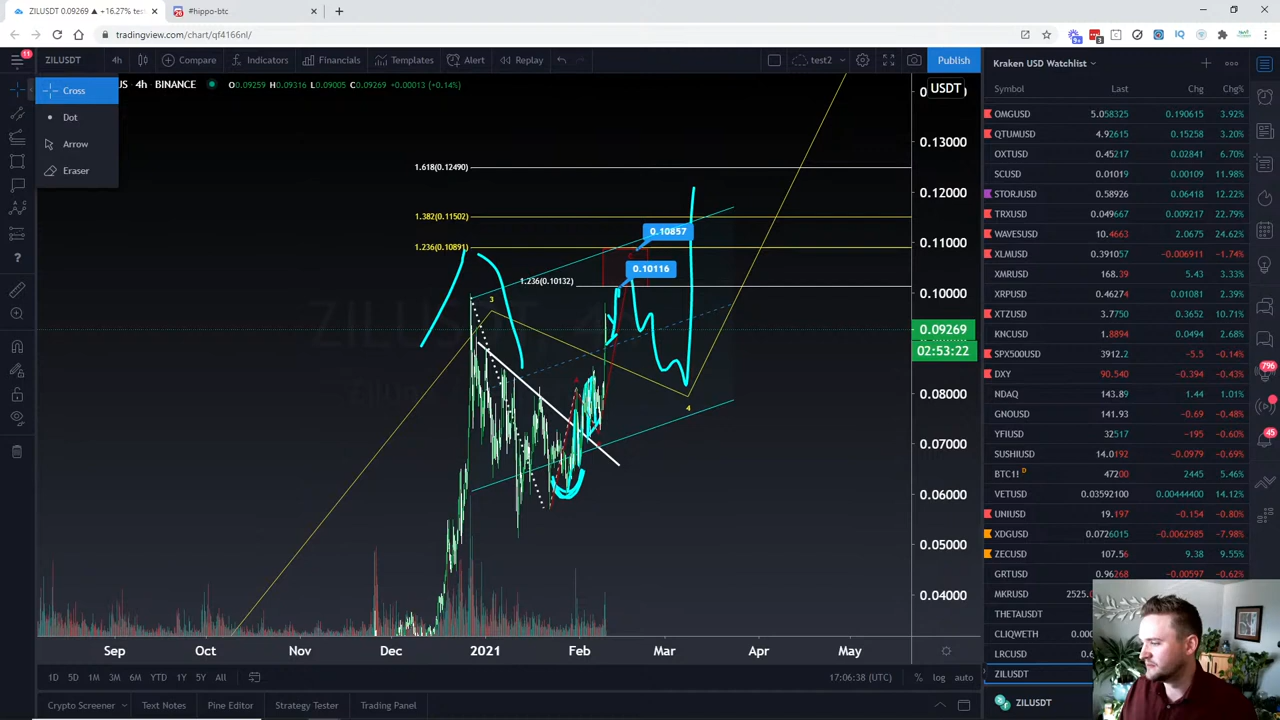 ZILUSDT 0.09269 ▲ +16.27% test
#hippo-btc
tradingview.com/chart/qf4166nl/
11
ZILUSDT
4h
Compare
Indicators
Financials
Templates
Alert
Replay
test2
Publish
Cross
Dot
Arrow
Eraser
US 4h BINANCE
O0.09259 H0.09316 L0.09005 C0.09269 +0.00013 (+0.14%)
USDT
0.13000
0.12000
0.11000
0.10000
0.09269
02:53:22
0.08000
0.07000
0.06000
0.05000
0.04000
1.618(0.12490)
1.382(0.11502)
1.236(0.10891)
1.236(0.10132)
0.10857
0.10116
3
4
Sep
Oct
Nov
Dec
2021
Feb
Mar
Apr
May
1D 5D 1M 3M 6M YTD 1Y 5Y All
17:06:38 (UTC)
% log auto
Crypto Screener
Text Notes
Pine Editor
Strategy Tester
Trading Panel
Kraken USD Watchlist
Symbol Last Chg Chg%
OMGUSD 5.058325 0.190615 3.92%
QTUMUSD 4.92615 0.15258 3.20%
OXTUSD 0.45217 0.02841 6.70%
SCUSD 0.01019 0.00109 11.98%
STORJUSD 0.58926 0.06418 12.22%
TRXUSD 0.049667 0.009217 22.79%
WAVESUSD 10.4663 2.0675 24.62%
XLMUSD 0.391057 −0.006926 −1.74%
XMRUSD 168.39 5.43 3.33%
XRPUSD 0.46274 0.01081 2.39%
XTZUSD 3.7750 0.3652 10.71%
KNCUSD 1.8894 0.0494 2.68%
SPX500USD 3912.2 −5.5 −0.14%
DXY 90.540 −0.394 −0.43%
NDAQ 143.89 1.44 1.01%
GNOUSD 141.93 −0.69 −0.48%
YFIUSD 32517 −195 −0.60%
SUSHIUSD 14.0192 −0.0979 −0.69%
BTC1! D 47200 2445 5.46%
VETUSD 0.03592100 0.00444400 14.12%
UNIUSD 19.197 −0.154 −0.80%
XDGUSD 0.0726015 −0.0062985 −7.98%
ZECUSD 107.56 9.38 9.55%
GRTUSD 0.96268 −0.00597 −0.62%
MKRUSD 2525.0
THETAUSDT
CLIQWETH 0.000
LRCUSD 0.6
ZILUSDT
ZILUSDT
796
45